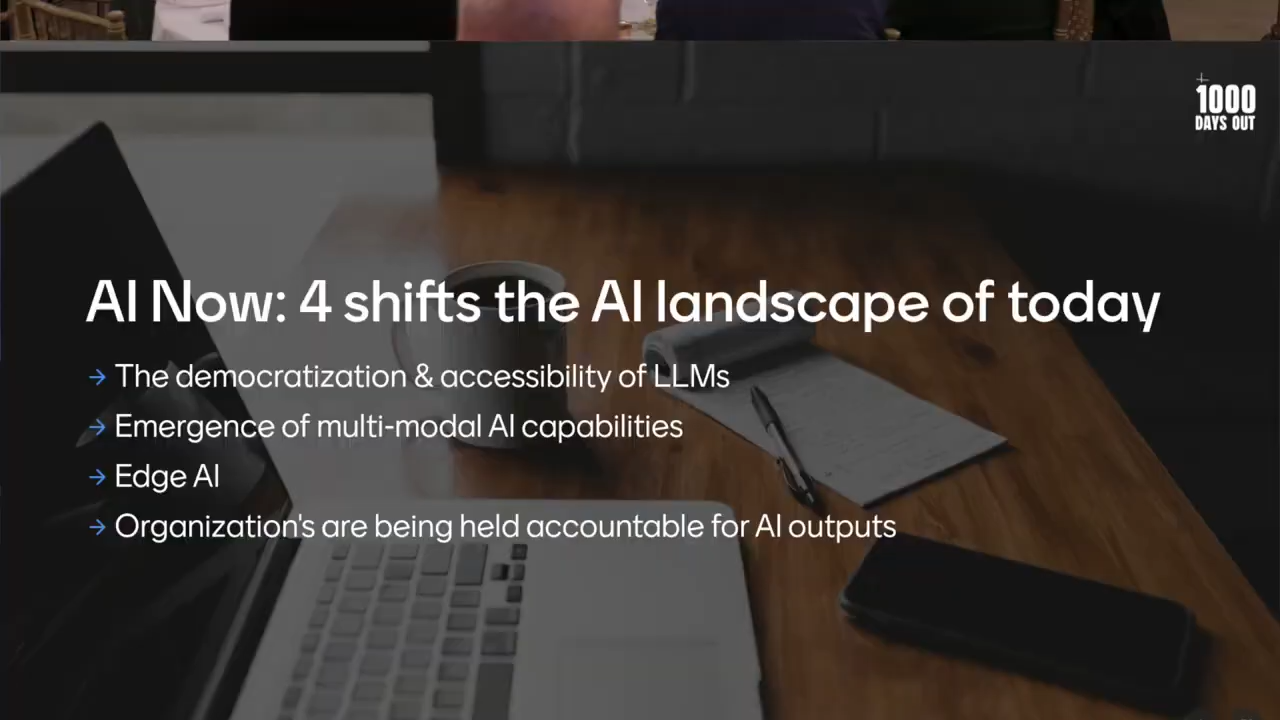 1000
DAYS OUT
AI Now: 4 shifts the AI landscape of today
→ The democratization & accessibility of LLMs
→ Emergence of multi-modal AI capabilities
→ Edge AI
→ Organization's are being held accountable for AI outputs